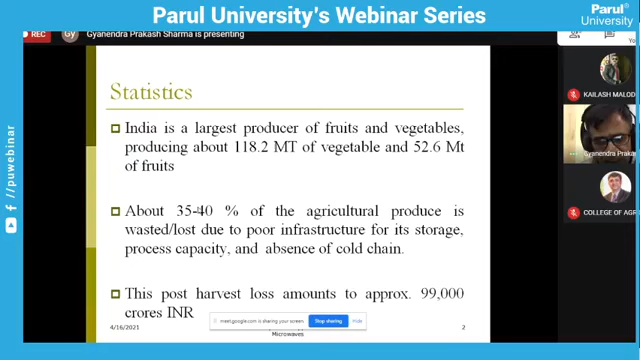 Parul University's Webinar Series
Parul®
University
REC
Gy
Gyanendra Prakash Sharma is presenting
Statistics
India is a largest producer of fruits and vegetables,
producing about 118.2 MT of vegetable and 52.6 Mt
of fruits
About 35-40 % of the agricultural produce is
wasted/lost due to poor infrastructure for its storage,
process capacity, and absence of cold chain.
This post harvest loss amounts to approx. 99,000
crores INR
meet.google.com is sharing your screen.
Stop sharing
Hide
4/16/2021
Microwaves
2
KAILASH MALOD
Gyanendra Prakas
COLLEGE OF AGR
/puwebinar